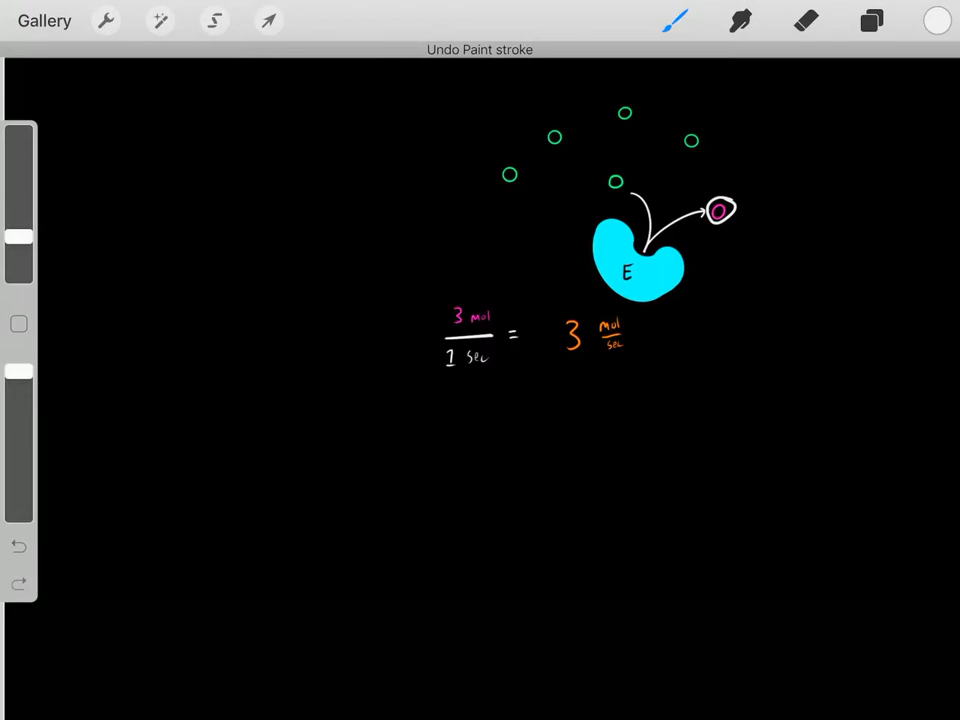 Gallery
Undo Paint stroke
E
3 mol
1 sec
=
3 mol
sec